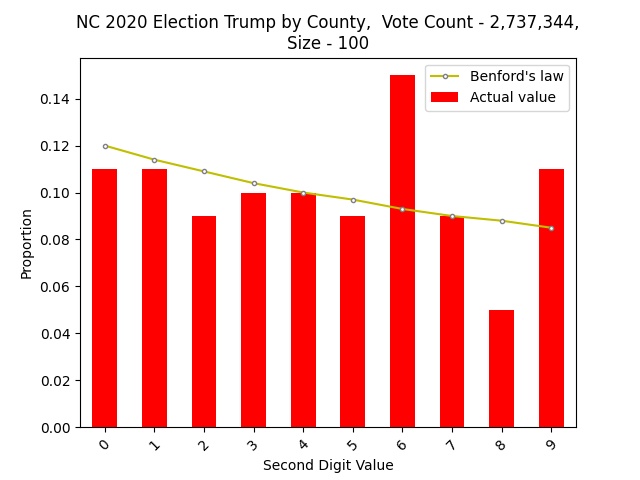 NC 2020 Election Trump by County,  Vote Count - 2,737,344,
Size - 100
Benford's law
Actual value
0.14
0.12
0.10
0.08
0.06
0.04
0.02
0.00
Proportion
0 1 2 3 4 5 6 7 8 9
Second Digit Value